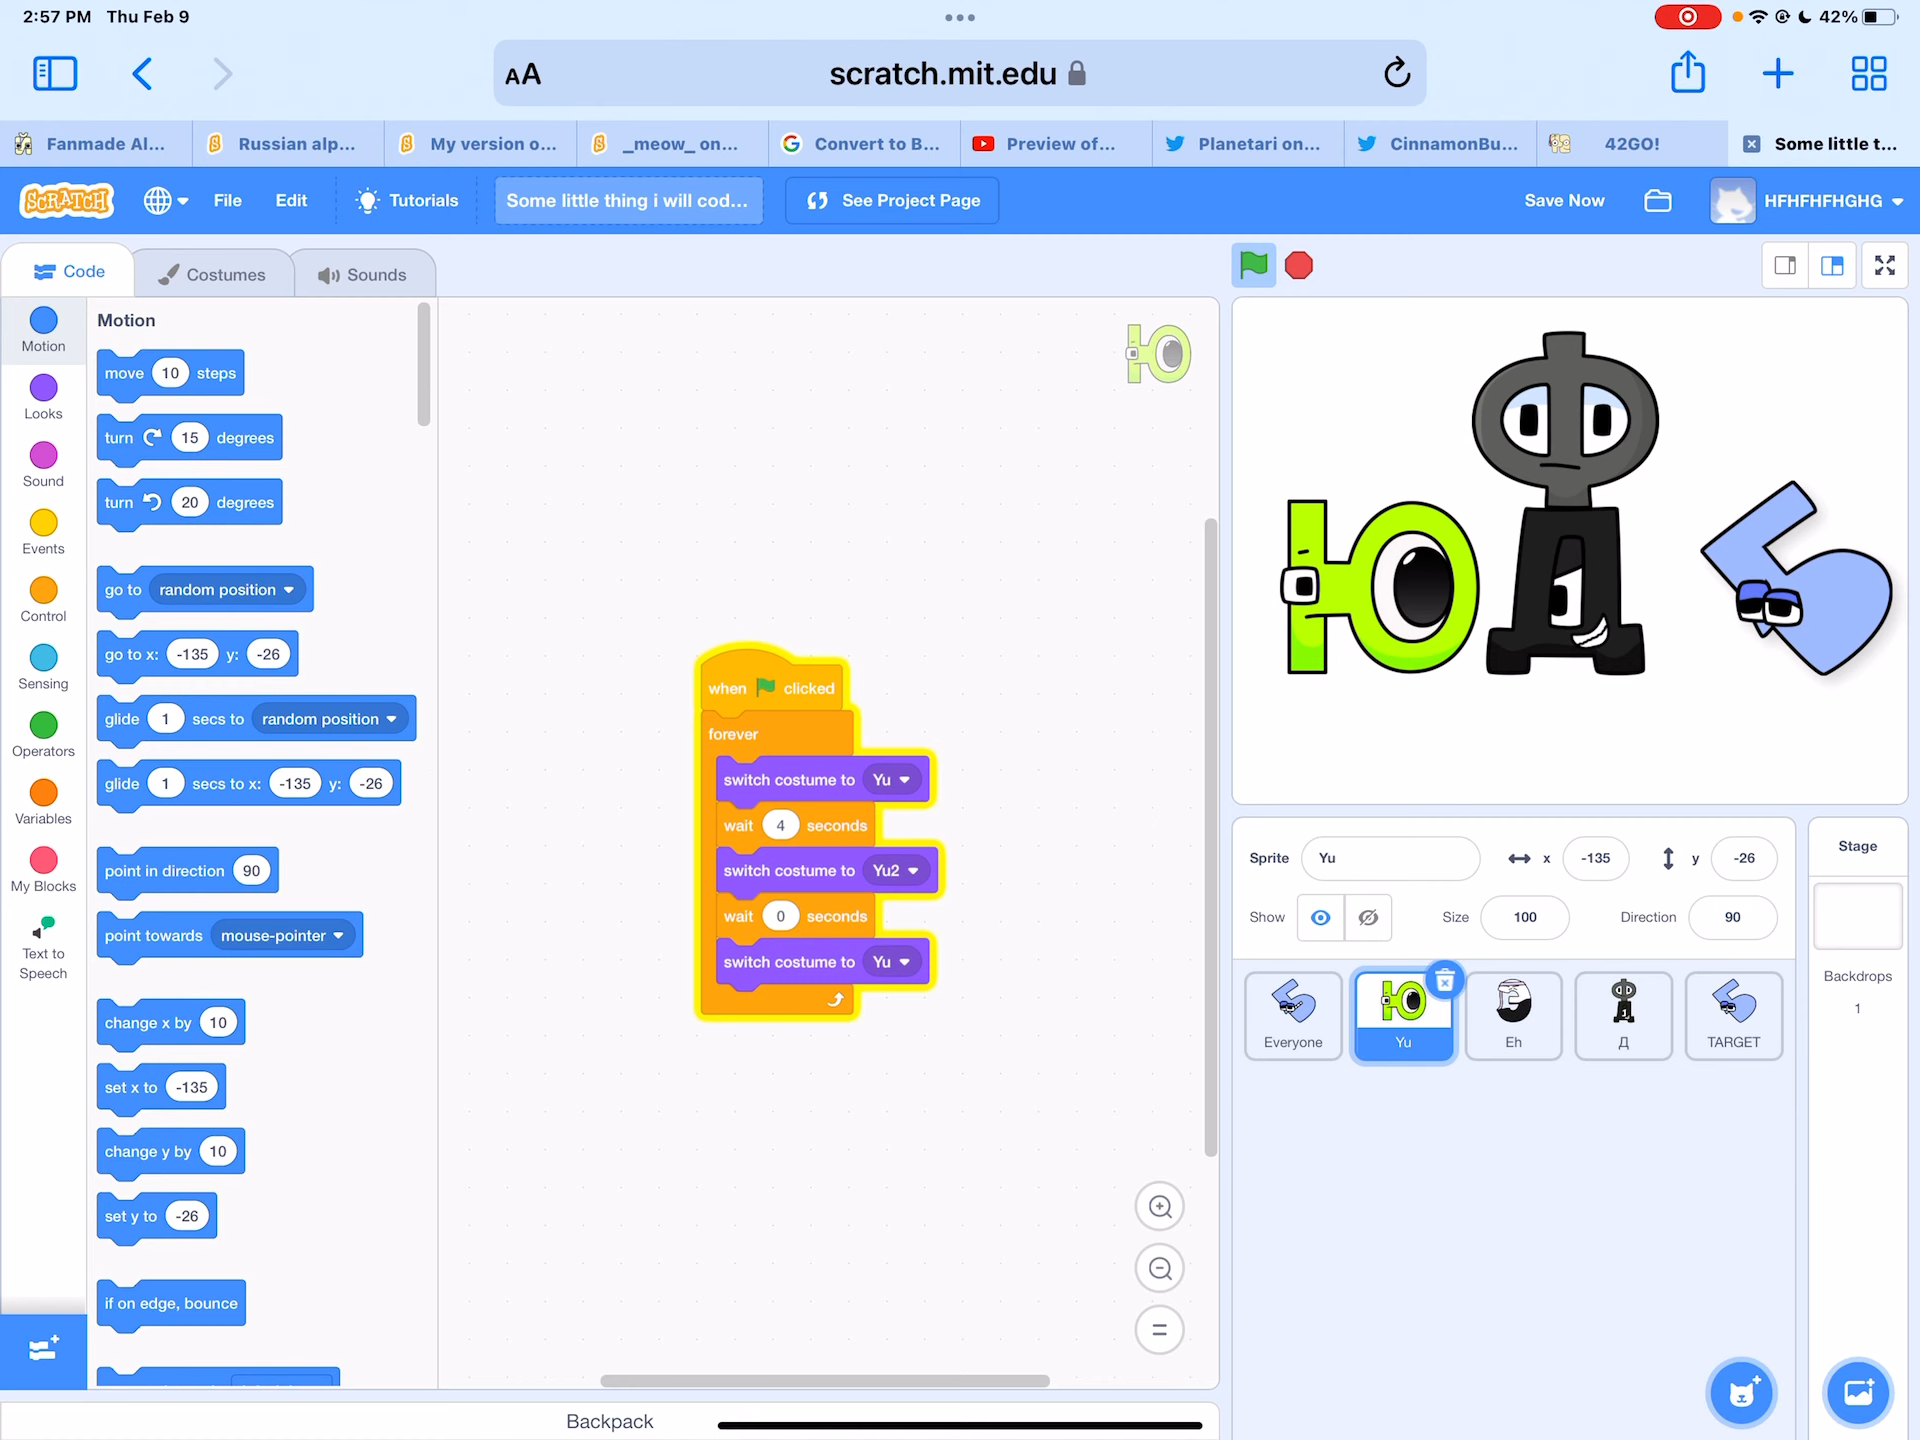 2:57 PM Thu Feb 9
42%
AA scratch.mit.edu
Fanmade Al...
Russian alp...
My version o...
_meow_ on...
Convert to B...
Preview of...
Planetari on...
CinnamonBu...
42GO!
Some little t...
SCRATCH
File
Edit
Tutorials
Some little thing i will cod...
See Project Page
Save Now
HFHFHFHGHG
Code
Costumes
Sounds
Motion
Looks
Sound
Events
Control
Sensing
Operators
Variables
My Blocks
Text to
Speech
Motion
move 10 steps
turn 15 degrees
turn 20 degrees
go to random position
go to x: -135 y: -26
glide 1 secs to random position
glide 1 secs to x: -135 y: -26
point in direction 90
point towards mouse-pointer
change x by 10
set x to -135
change y by 10
set y to -26
if on edge, bounce
when clicked
forever
switch costume to Yu
wait 4 seconds
switch costume to Yu2
wait 0 seconds
switch costume to Yu
Backpack
Sprite Yu x -135 y -26
Show Size 100 Direction 90
Everyone
Yu
Eh
Д
TARGET
Stage
Backdrops
1